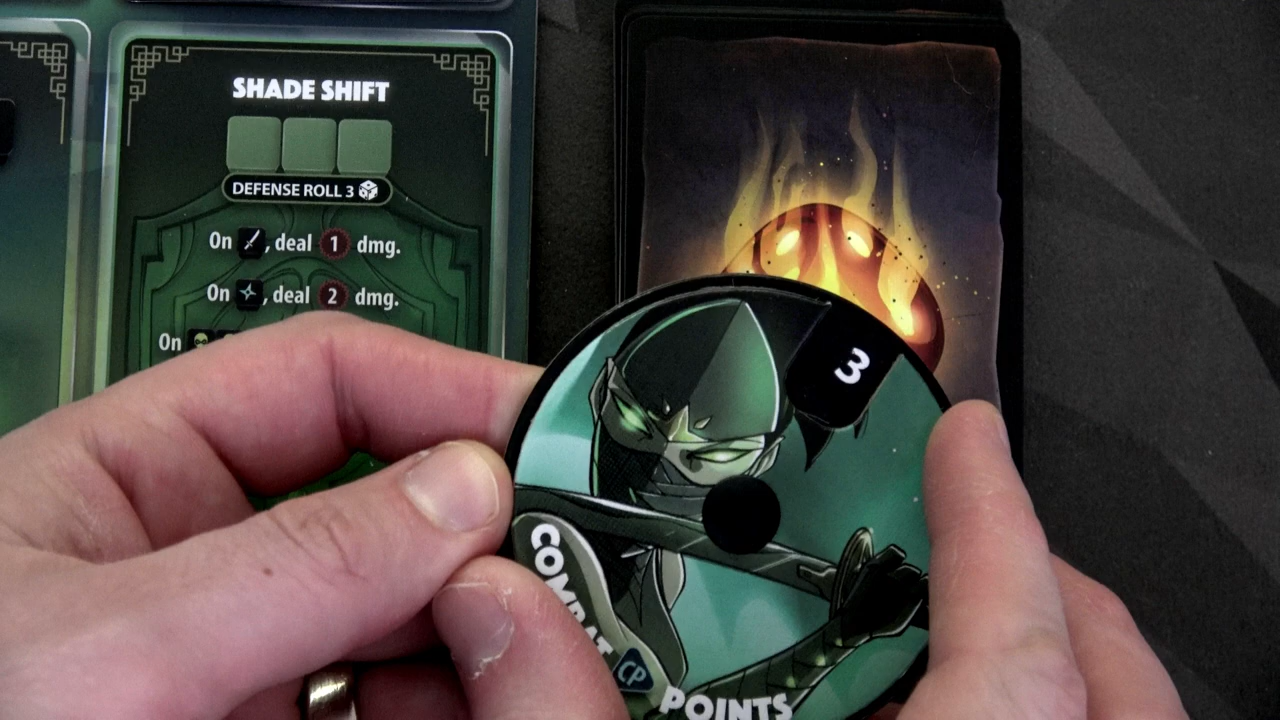 SHADE SHIFT
DEFENSE ROLL 3
On , deal 1 dmg.
On , deal 2 dmg.
On
3
COMBAT
CP
POINTS